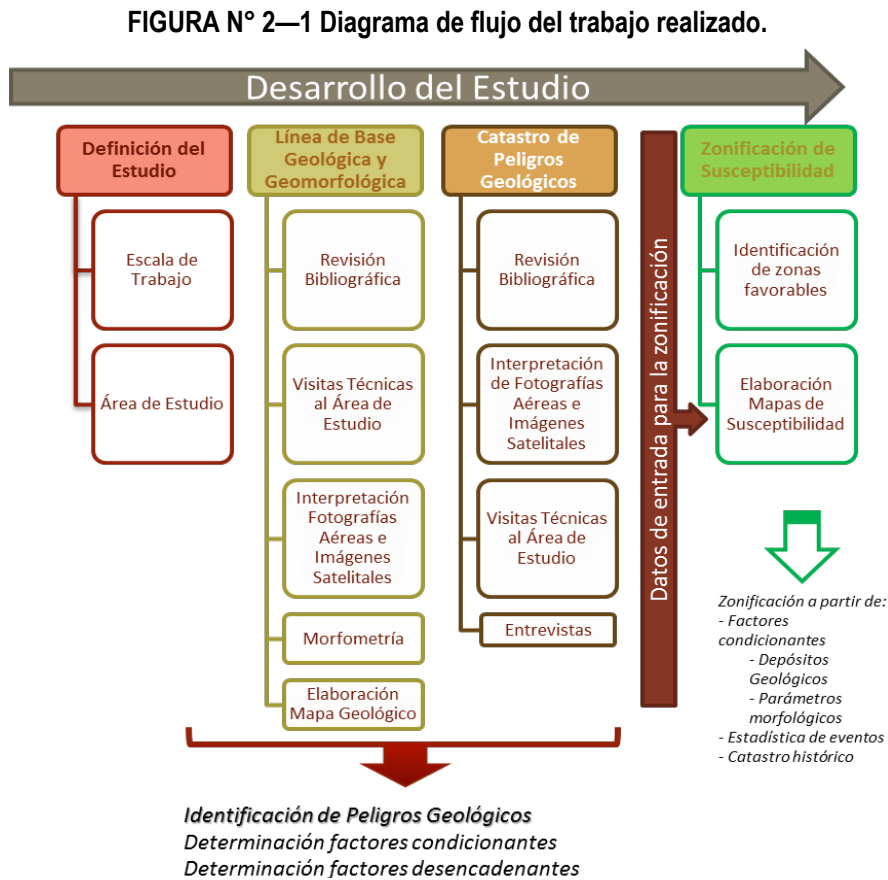 FIGURA N° 2—1 Diagrama de flujo del trabajo realizado.
Desarrollo del Estudio
Definición del
Estudio
Escala de
Trabajo
Área de Estudio
Línea de Base
Geológica y
Geomorfológica
Revisión
Bibliográfica
Visitas Técnicas
al Área de
Estudio
Interpretación
Fotografías
Aéreas e
Imágenes
Satelitales
Morfometría
Elaboración
Mapa Geológico
Catastro de
Peligros
Geológicos
Revisión
Bibliográfica
Interpretación
de Fotografías
Aéreas e
Imágenes
Satelitales
Visitas Técnicas
al Área de
Estudio
Entrevistas
Datos de entrada para la zonificación
Zonificación de
Susceptibilidad
Identificación
de zonas
favorables
Elaboración
Mapas de
Susceptibilidad
Zonificación a partir de:
- Factores
condicionantes
- Depósitos
Geológicos
- Parámetros
morfológicos
- Estadística de eventos
- Catastro histórico
Identificación de Peligros Geológicos
Determinación factores condicionantes
Determinación factores desencadenantes